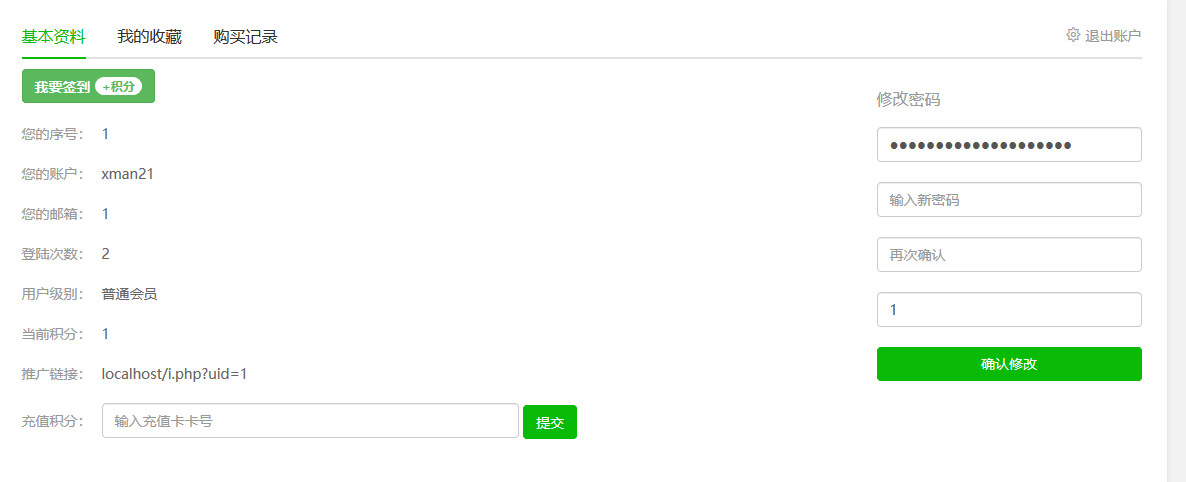 基本资料 我的收藏 购买记录 退出账户
我要签到 +积分
您的序号： 1
您的账户： xman21
您的邮箱： 1
登陆次数： 2
用户级别： 普通会员
当前积分： 1
推广链接： localhost/i.php?uid=1
充值积分： 输入充值卡卡号 提交
修改密码
●●●●●●●●●●●●●●●●●●●●
输入新密码
再次确认
1
确认修改